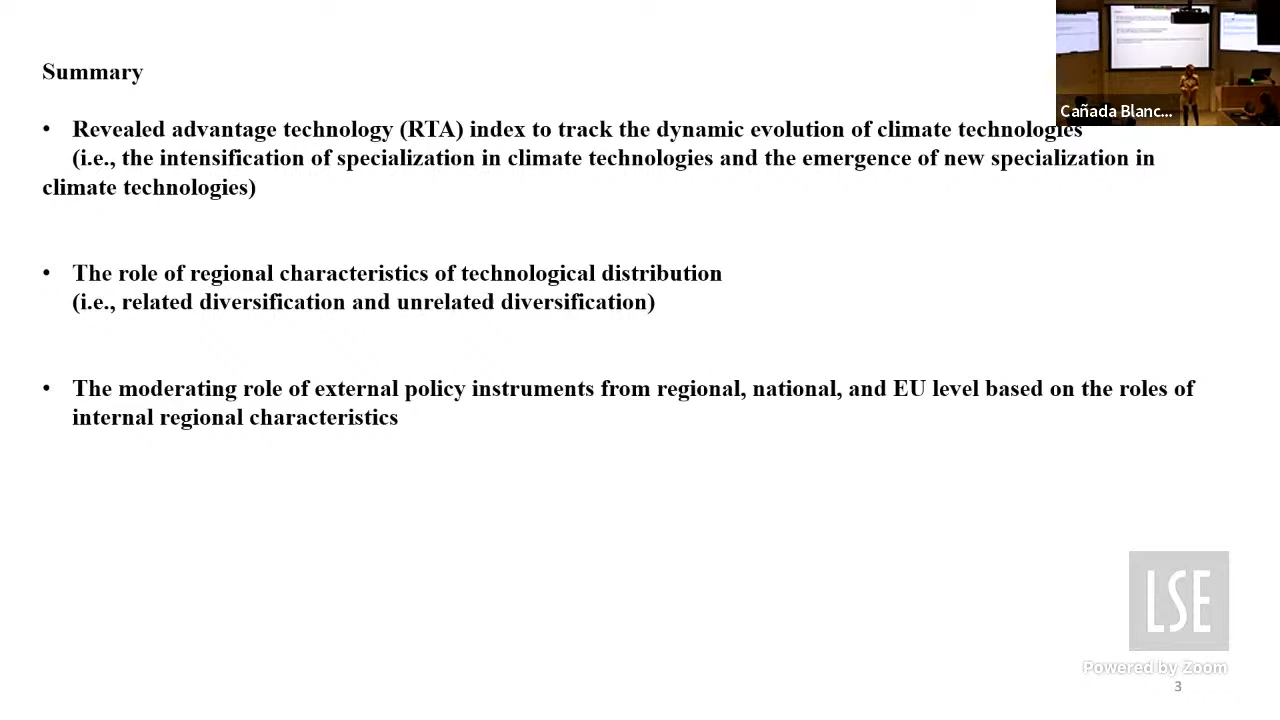 Summary
• Revealed advantage technology (RTA) index to track the dynamic evolution of climate technologies
(i.e., the intensification of specialization in climate technologies and the emergence of new specialization in
climate technologies)
• The role of regional characteristics of technological distribution
(i.e., related diversification and unrelated diversification)
• The moderating role of external policy instruments from regional, national, and EU level based on the roles of
internal regional characteristics
Cañada Blanc...
LSE
Powered by Zoom
3